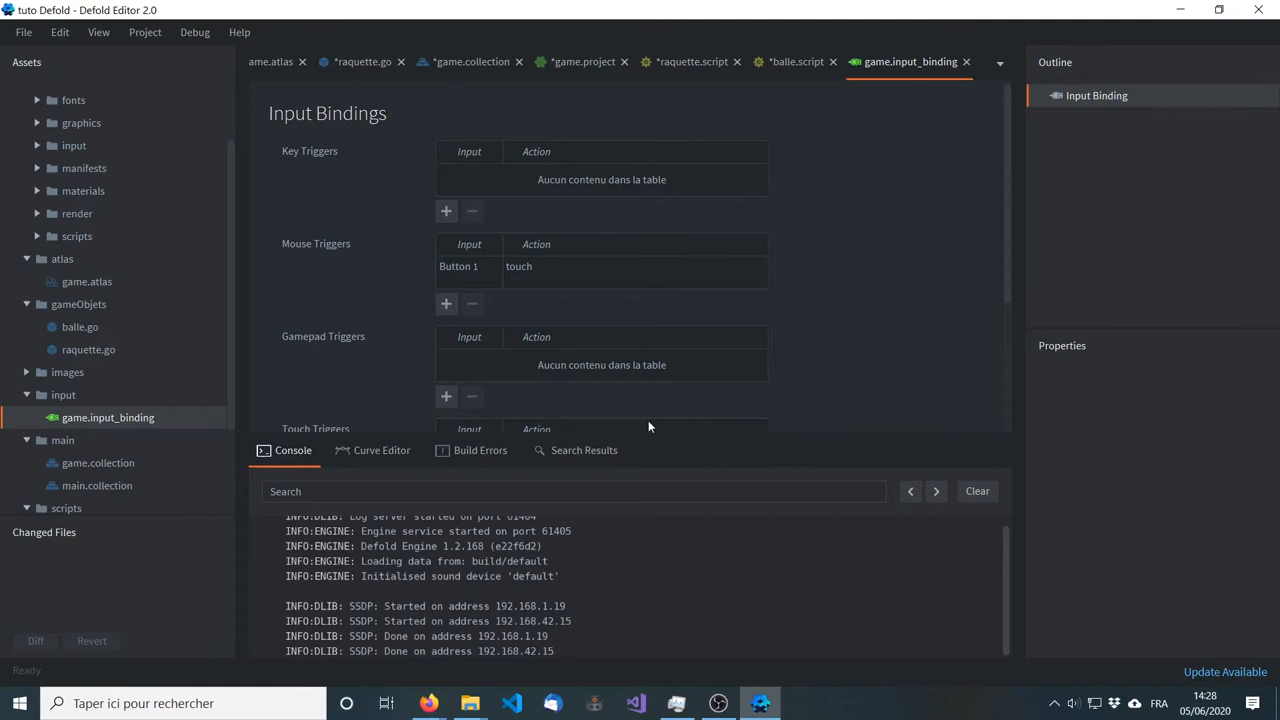 tuto Defold - Defold Editor 2.0
File Edit View Project Debug Help
Assets
ame.atlas
*raquette.go
*game.collection
*game.project
*raquette.script
*balle.script
game.input_binding
Outline
fonts
graphics
input
manifests
materials
render
scripts
atlas
game.atlas
gameObjets
balle.go
raquette.go
images
input
game.input_binding
main
game.collection
main.collection
scripts
Changed Files
Diff Revert
Input Bindings
Key Triggers
Input Action
Aucun contenu dans la table
Mouse Triggers
Input Action
Button 1 touch
Gamepad Triggers
Input Action
Aucun contenu dans la table
Touch Triggers
Input Action
Input Binding
Properties
Console Curve Editor Build Errors Search Results
Search
Clear
INFO:DLIB: Log server started on port 61404
INFO:ENGINE: Engine service started on port 61405
INFO:ENGINE: Defold Engine 1.2.168 (e22f6d2)
INFO:ENGINE: Loading data from: build/default
INFO:ENGINE: Initialised sound device 'default'
INFO:DLIB: SSDP: Started on address 192.168.1.19
INFO:DLIB: SSDP: Started on address 192.168.42.15
INFO:DLIB: SSDP: Done on address 192.168.1.19
INFO:DLIB: SSDP: Done on address 192.168.42.15
Ready
Update Available
Taper ici pour rechercher
FRA
14:28
05/06/2020